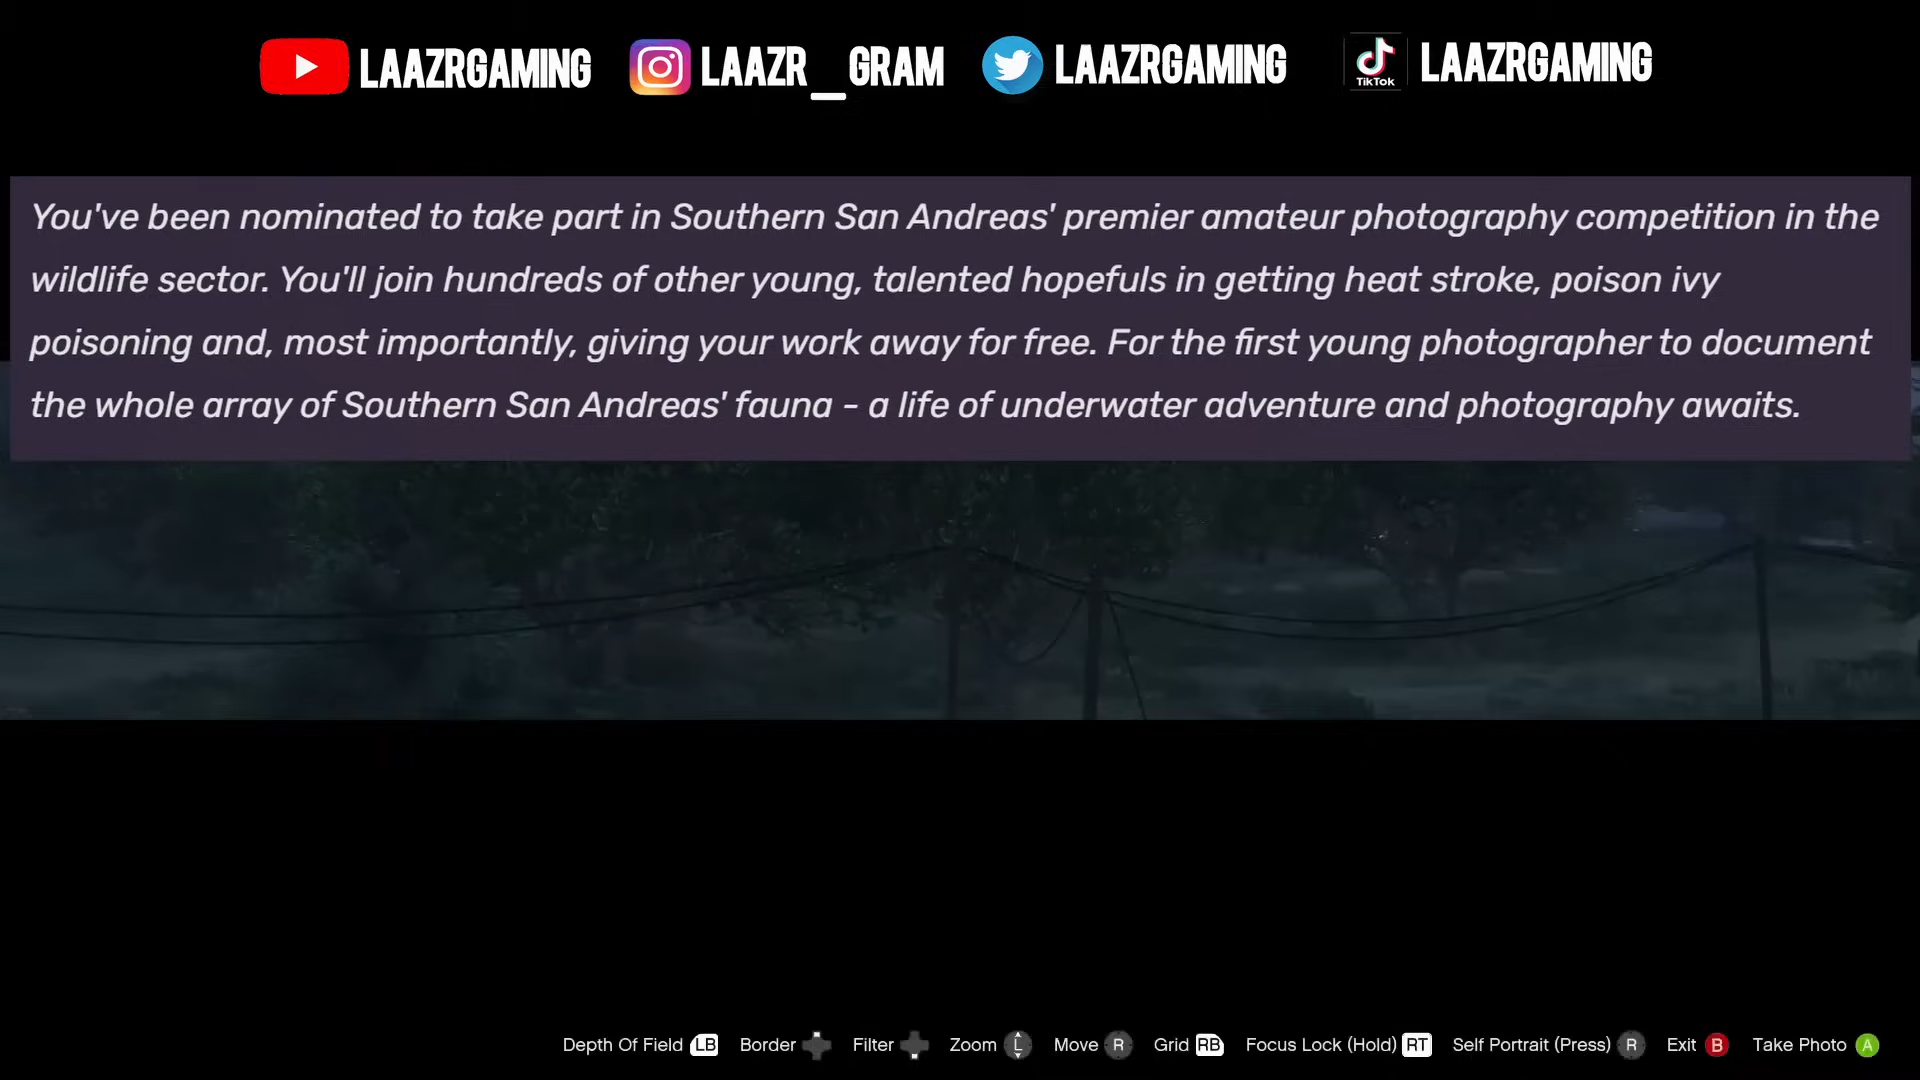 LAAZRGAMING LAAZR__GRAM LAAZRGAMING TikTok LAAZRGAMING
You've been nominated to take part in Southern San Andreas' premier amateur photography competition in the
wildlife sector. You'll join hundreds of other young, talented hopefuls in getting heat stroke, poison ivy
poisoning and, most importantly, giving your work away for free. For the first young photographer to document
the whole array of Southern San Andreas' fauna - a life of underwater adventure and photography awaits.
Depth Of Field LB Border Filter Zoom L Move R Grid RB Focus Lock (Hold) RT Self Portrait (Press) R Exit B Take Photo A